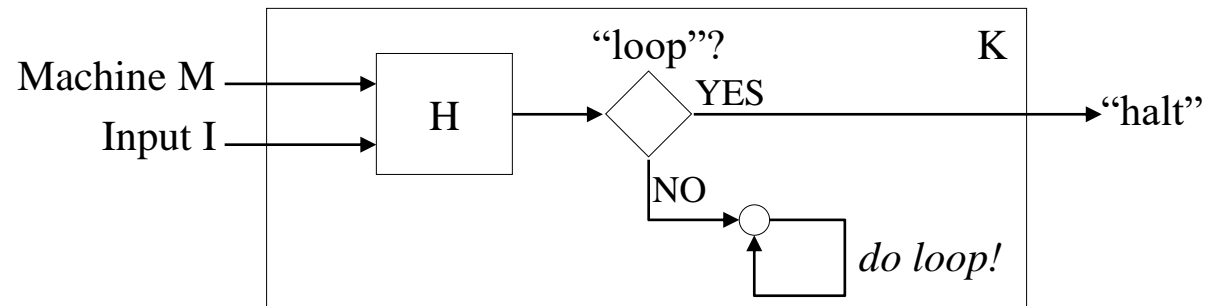 “loop”?
K
Machine M
YES
H
“halt”
Input I
NO
do loop!